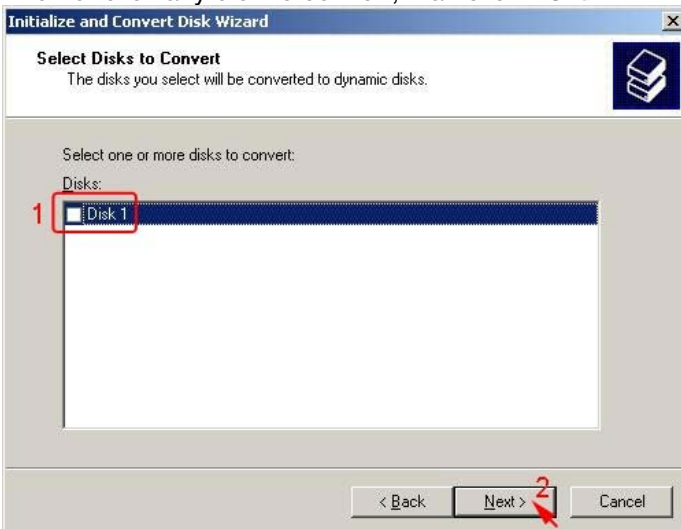 Initialize and Convert Disk Wizard
Select Disks to Convert
The disks you select will be converted to dynamic disks.
Select one or more disks to convert:
Disks:
1
Disk 1
2
< Back
Next >
Cancel